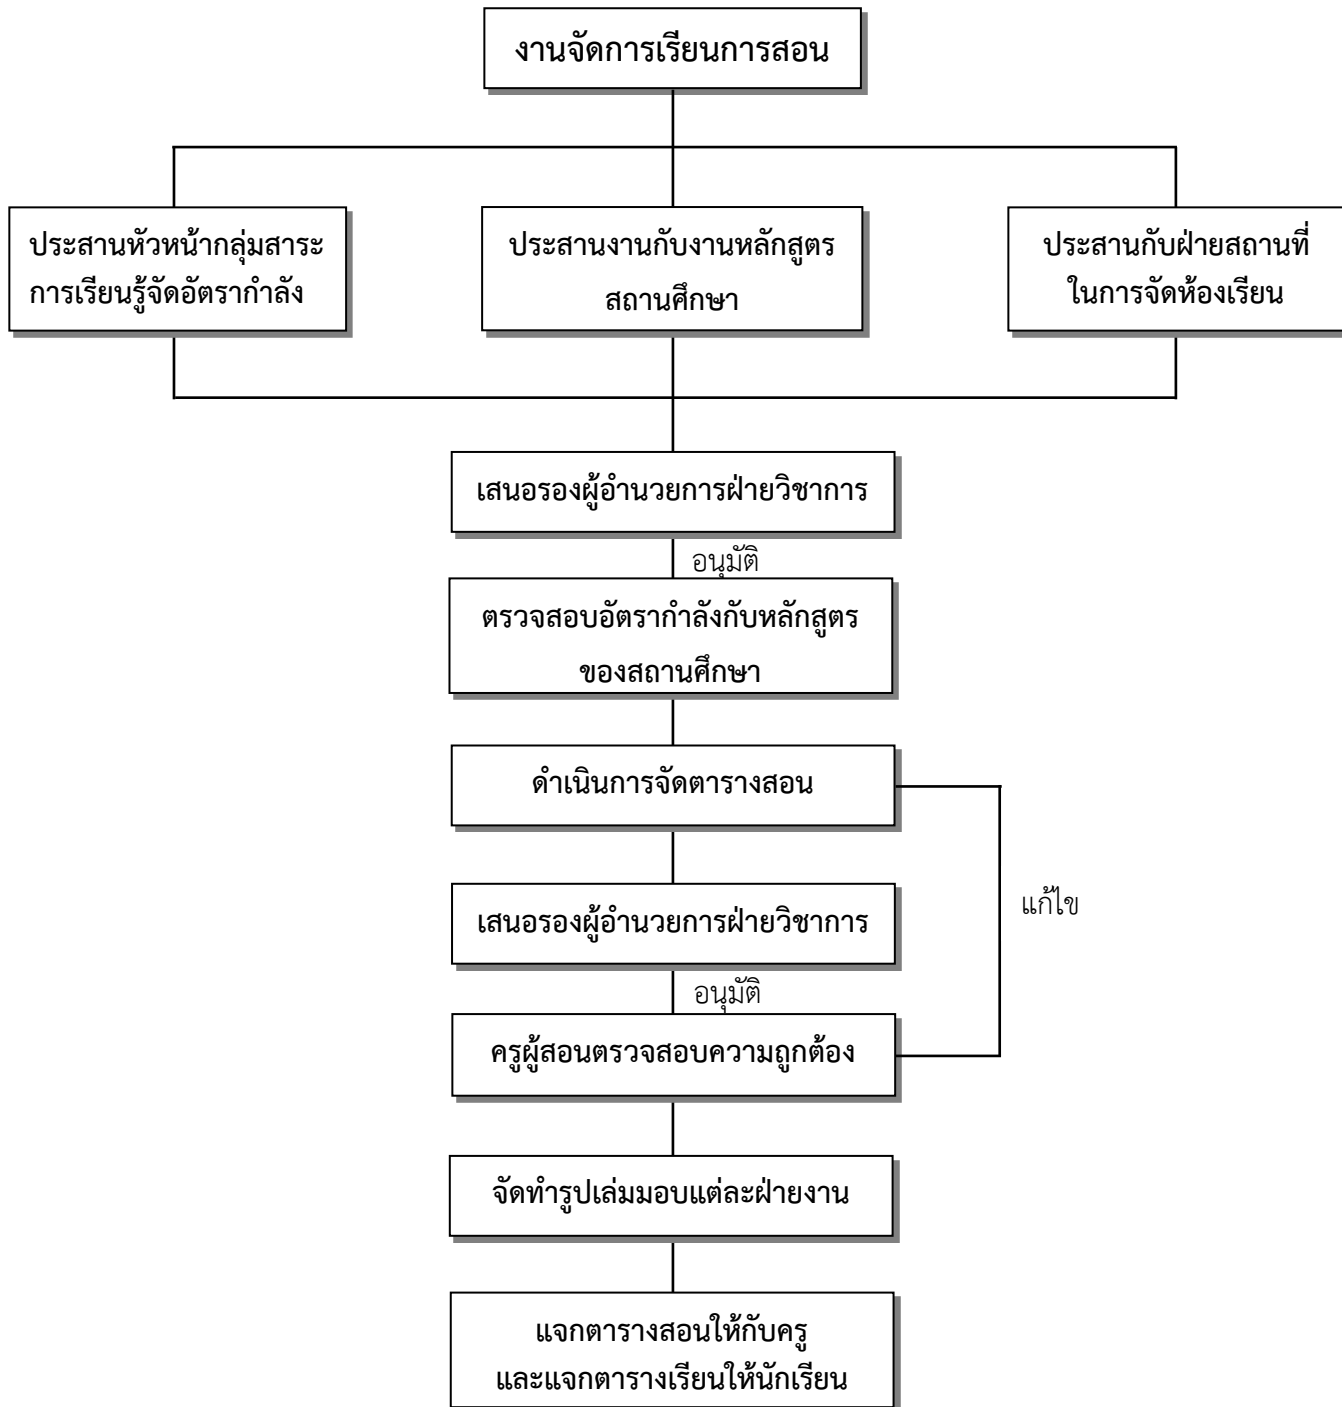 งานจัดการเรียนการสอน
ประสานหัวหน้ากลุ่มสาระ
การเรียนรู้จัดอัตรากำลัง
ประสานงานกับงานหลักสูตร
สถานศึกษา
ประสานกับฝ่ายสถานที่
ในการจัดห้องเรียน
เสนอรองผู้อำนวยการฝ่ายวิชาการ
อนุมัติ
ตรวจสอบอัตรากำลังกับหลักสูตร
ของสถานศึกษา
ดำเนินการจัดตารางสอน
แก้ไข
เสนอรองผู้อำนวยการฝ่ายวิชาการ
อนุมัติ
ครูผู้สอนตรวจสอบความถูกต้อง
จัดทำรูปเล่มมอบแต่ละฝ่ายงาน
แจกตารางสอนให้กับครู
และแจกตารางเรียนให้นักเรียน